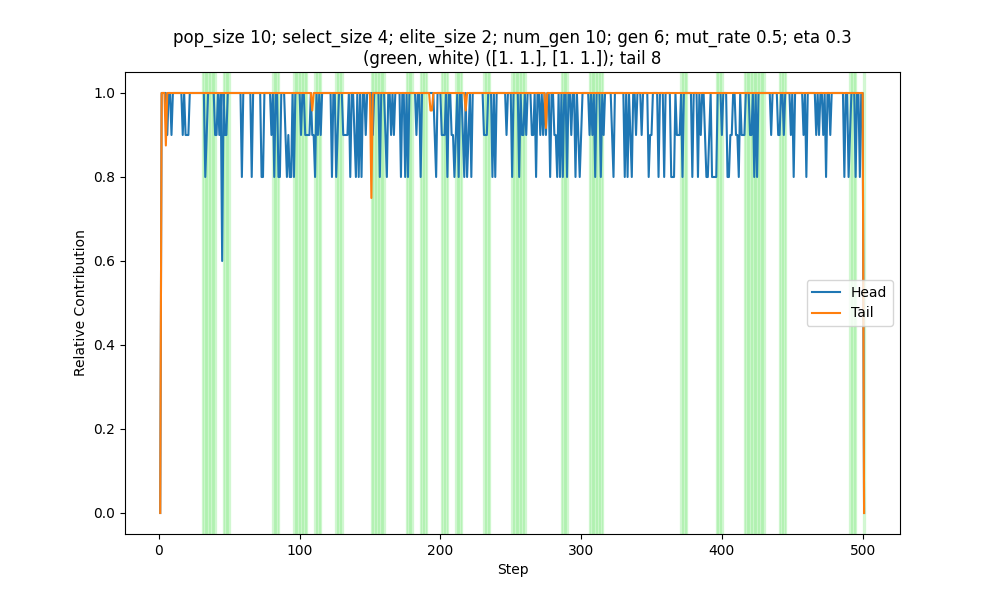 pop_size 10; select_size 4; elite_size 2; num_gen 10; gen 6; mut_rate 0.5; eta 0.3
(green, white) ([1. 1.], [1. 1.]); tail 8
1.0
0.8
0.6
0.4
0.2
0.0
Relative Contribution
Head
Tail
0
100
200
300
400
500
Step